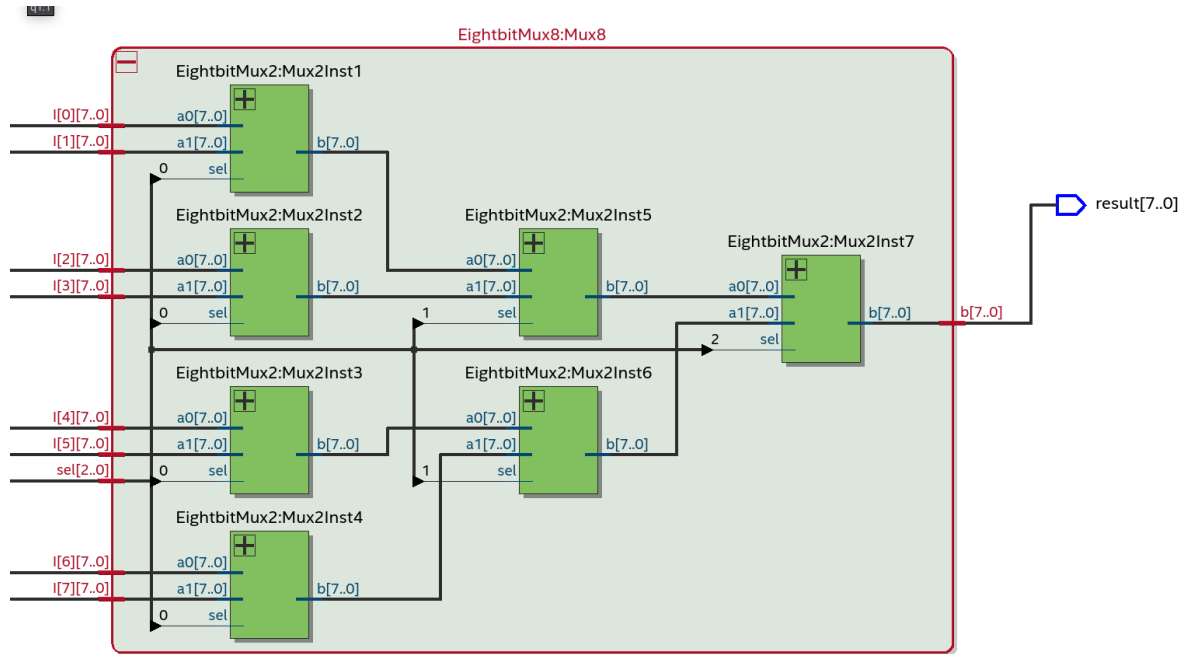 EightbitMux8:Mux8
EightbitMux2:Mux2Inst1
I[0][7..0] a0[7..0]
I[1][7..0] a1[7..0] b[7..0]
0 sel
EightbitMux2:Mux2Inst2
I[2][7..0] a0[7..0]
I[3][7..0] a1[7..0] b[7..0]
0 sel
EightbitMux2:Mux2Inst3
I[4][7..0] a0[7..0]
I[5][7..0] a1[7..0] b[7..0]
sel[2..0] 0 sel
EightbitMux2:Mux2Inst4
I[6][7..0] a0[7..0]
I[7][7..0] a1[7..0] b[7..0]
0 sel
EightbitMux2:Mux2Inst5
a0[7..0]
a1[7..0] b[7..0]
1 sel
EightbitMux2:Mux2Inst6
a0[7..0]
a1[7..0] b[7..0]
1 sel
EightbitMux2:Mux2Inst7
a0[7..0]
a1[7..0] b[7..0]
2 sel
b[7..0]
result[7..0]